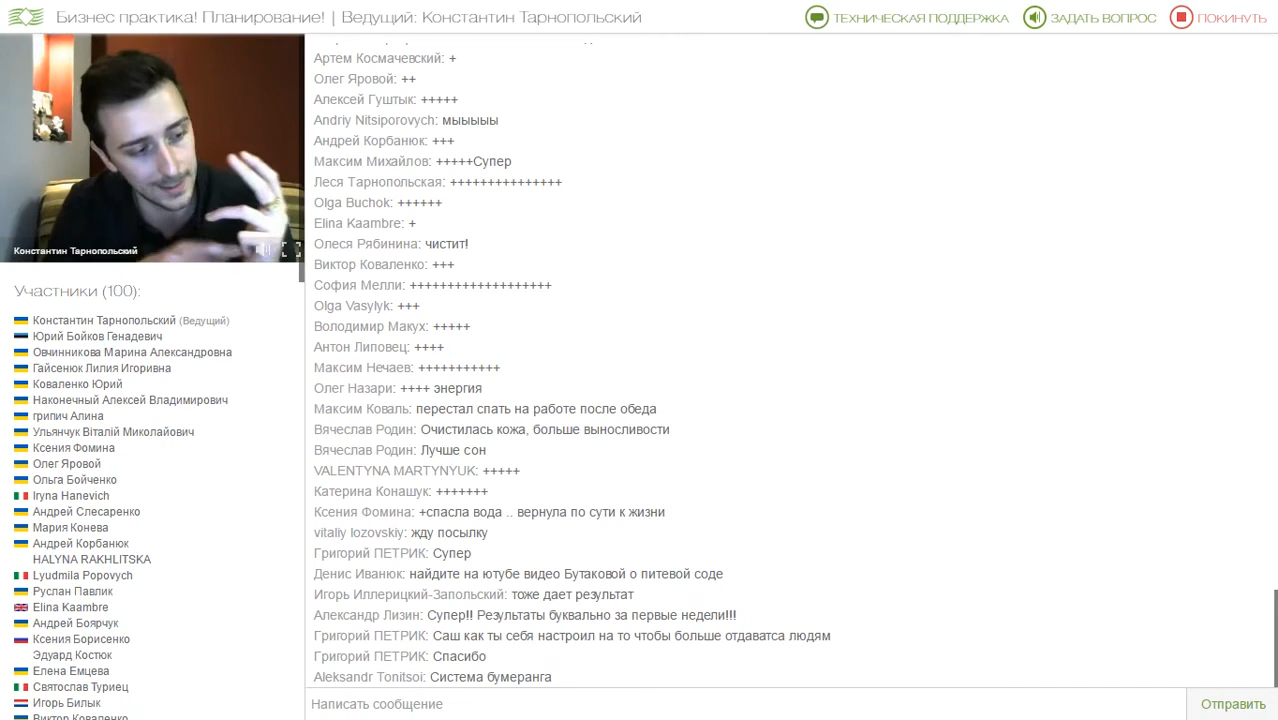 Бизнес практика! Планирование! | Ведущий: Константин Тарнопольский
ТЕХНИЧЕСКАЯ ПОДДЕРЖКА
ЗАДАТЬ ВОПРОС
ПОКИНУТЬ
Константин Тарнопольский
Участники (100):
Константин Тарнопольский (Ведущий)
Юрий Бойков Генадевич
Овчинникова Марина Александровна
Гайсенюк Лилия Игоривна
Коваленко Юрий
Наконечный Алексей Владимирович
грипич Алина
Ульянчук Віталій Миколайович
Ксения Фомина
Олег Яровой
Ольга Бойченко
Iryna Hanevich
Андрей Слесаренко
Мария Конева
Андрей Корбанюк
HALYNA RAKHLITSKA
Lyudmila Popovych
Руслан Павлик
Elina Kaambre
Андрей Боярчук
Ксения Борисенко
Эдуард Костюк
Елена Емцева
Святослав Туриец
Игорь Билык
Виктор Коваленко
Артем Космачевский: +
Олег Яровой: ++
Алексей Гуштык: +++++
Andriy Nitsiporovych: мыыыыы
Андрей Корбанюк: +++
Максим Михайлов: +++++Супер
Леся Тарнопольская: +++++++++++++++
Olga Buchok: ++++++
Elina Kaambre: +
Олеся Рябинина: чистит!
Виктор Коваленко: +++
София Мелли: +++++++++++++++++++
Olga Vasylyk: +++
Володимир Макух: +++++
Антон Липовец: ++++
Максим Нечаев: +++++++++++
Олег Назари: ++++ энергия
Максим Коваль: перестал спать на работе после обеда
Вячеслав Родин: Очистилась кожа, больше выносливости
Вячеслав Родин: Лучше сон
VALENTYNA MARTYNYUK: +++++
Катерина Конашук: +++++++
Ксения Фомина: +спасла вода .. вернула по сути к жизни
vitaliy lozovskiy: жду посылку
Григорий ПЕТРИК: Супер
Денис Иванюк: найдите на ютубе видео Бутаковой о питевой соде
Игорь Иллерицкий-Запольский: тоже дает результат
Александр Лизин: Супер!! Результаты буквально за первые недели!!!
Григорий ПЕТРИК: Саш как ты себя настроил на то чтобы больше отдаватса людям
Григорий ПЕТРИК: Спасибо
Aleksandr Tonitsoi: Система бумеранга
Написать сообщение
Отправить